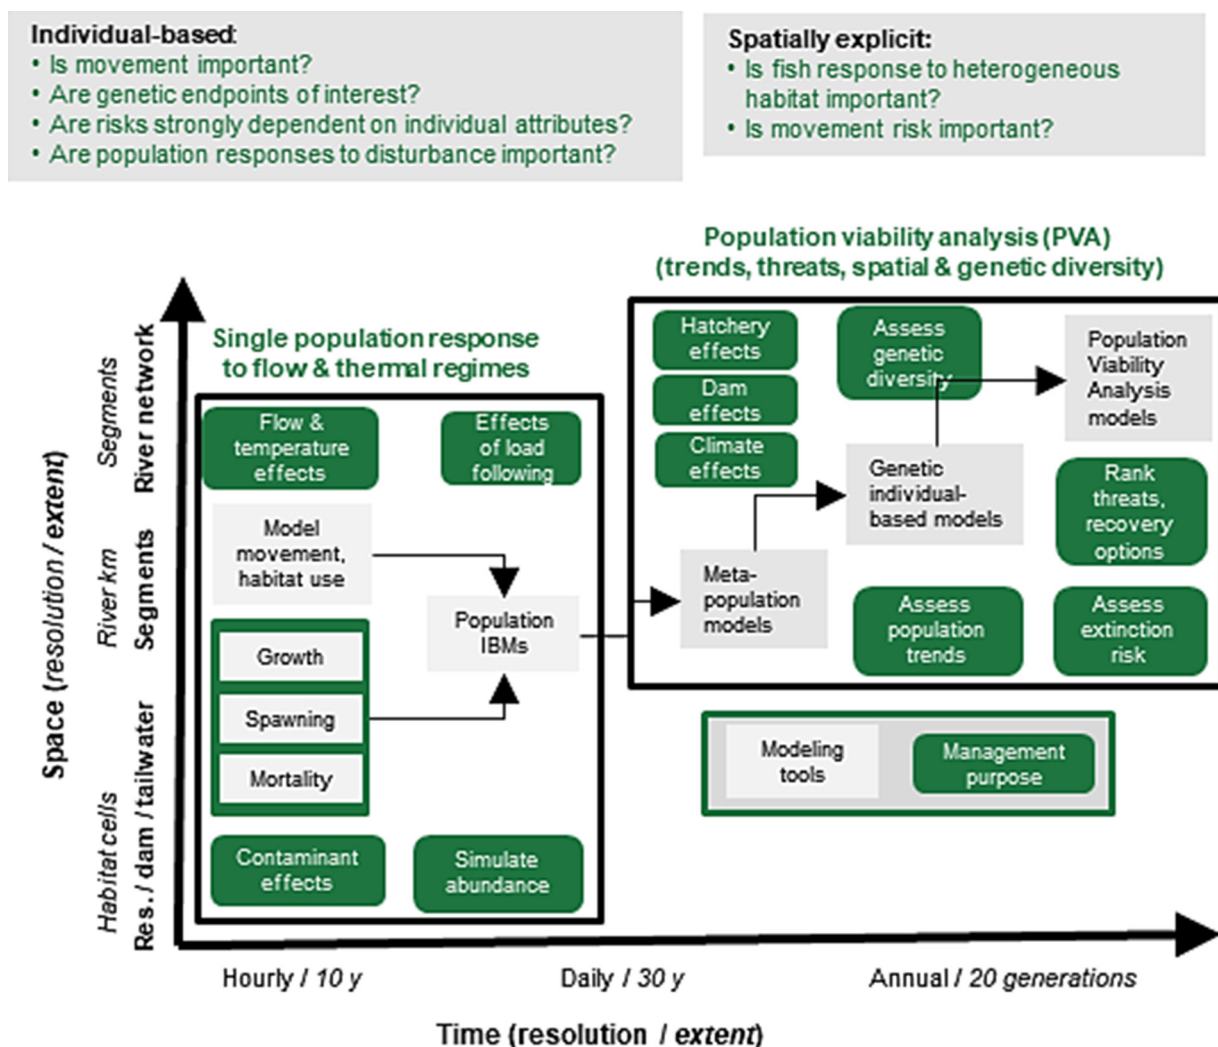 Individual-based:
• Is movement important?
• Are genetic endpoints of interest?
• Are risks strongly dependent on individual attributes?
• Are population responses to disturbance important?
Spatially explicit:
• Is fish response to heterogeneous
habitat important?
• Is movement risk important?
Population viability analysis (PVA)
(trends, threats, spatial & genetic diversity)
Single population response
to flow & thermal regimes
Space (resolution / extent)
Segments
River network
River km
Segments
Habitat cells
Res. / dam / tailwater
Flow &
temperature
effects
Effects
of load
following
Model
movement,
habitat use
Population
IBMs
Growth
Spawning
Mortality
Contaminant
effects
Simulate
abundance
Hatchery
effects
Dam
effects
Climate
effects
Assess
genetic
diversity
Population
Viability
Analysis
models
Genetic
individual-
based models
Rank
threats,
recovery
options
Meta-
population
models
Assess
population
trends
Assess
extinction
risk
Modeling
tools
Management
purpose
Hourly / 10 y
Daily / 30 y
Annual / 20 generations
Time (resolution / extent)